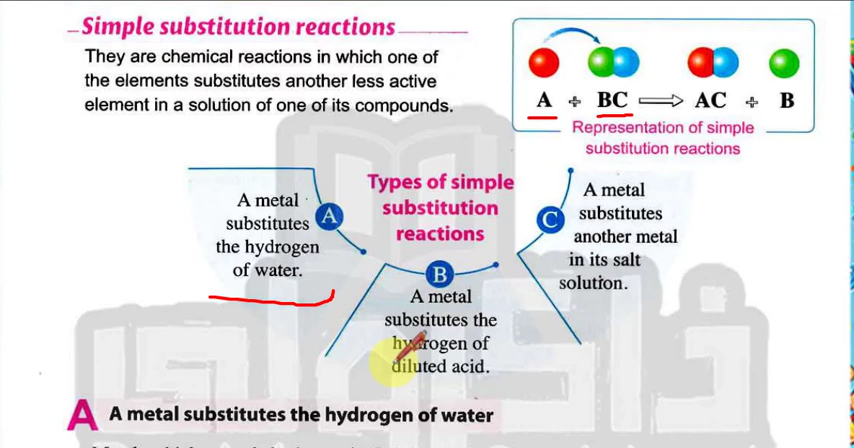 Simple substitution reactions
They are chemical reactions in which one of
the elements substitutes another less active
element in a solution of one of its compounds.
A + BC ⟹ AC + B
Representation of simple
substitution reactions
Types of simple
substitution
reactions
A metal
substitutes
the hydrogen
of water.
A
B
A metal
substitutes the
hydrogen of
diluted acid.
C
A metal
substitutes
another metal
in its salt
solution.
A A metal substitutes the hydrogen of water